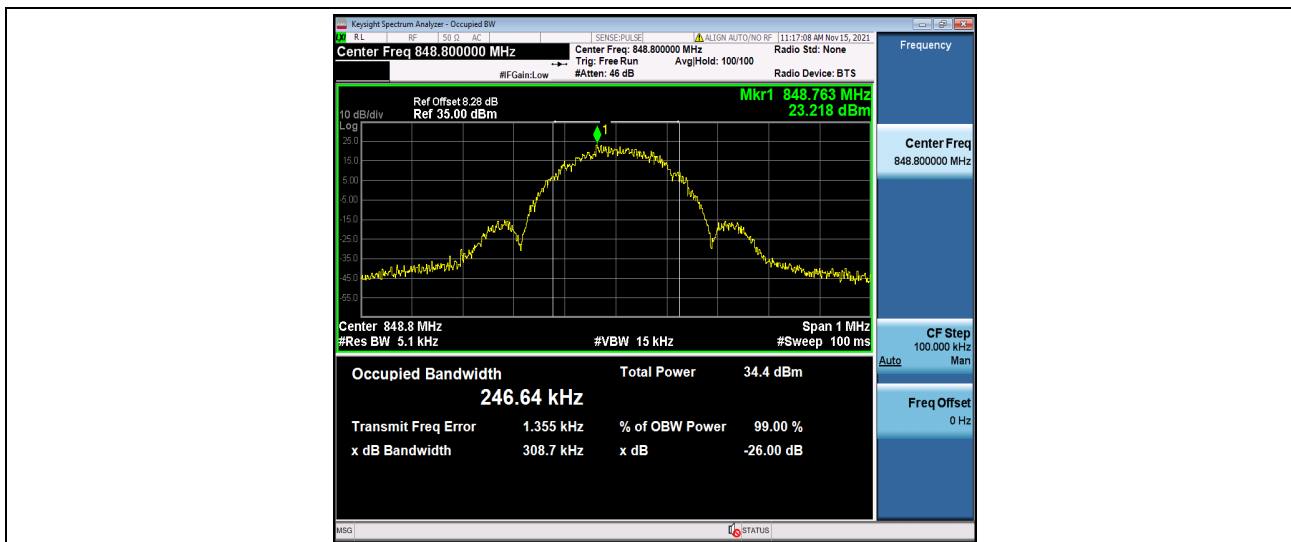 Keysight Spectrum Analyzer - Occupied BW
LXI RL RF 50 Ω AC SENSE:PULSE ALIGN AUTO/NO RF 11:17:08 AM Nov 15, 2021
Center Freq 848.800000 MHz
Center Freq: 848.800000 MHz Radio Std: None
Trig: Free Run Avg|Hold: 100/100
#IFGain:Low #Atten: 46 dB Radio Device: BTS
Mkr1 848.763 MHz
23.218 dBm
Ref Offset 8.28 dB
10 dB/div Ref 35.00 dBm
Log
1
25.0
15.0
5.00
-5.00
-15.0
-25.0
-35.0
-45.0
-55.0
Center 848.8 MHz Span 1 MHz
#Res BW 5.1 kHz #VBW 15 kHz #Sweep 100 ms
Occupied Bandwidth Total Power 34.4 dBm
246.64 kHz
Transmit Freq Error 1.355 kHz % of OBW Power 99.00 %
x dB Bandwidth 308.7 kHz x dB -26.00 dB
MSG STATUS
Frequency
Center Freq
848.800000 MHz
CF Step
100.000 kHz
Auto Man
Freq Offset
0 Hz